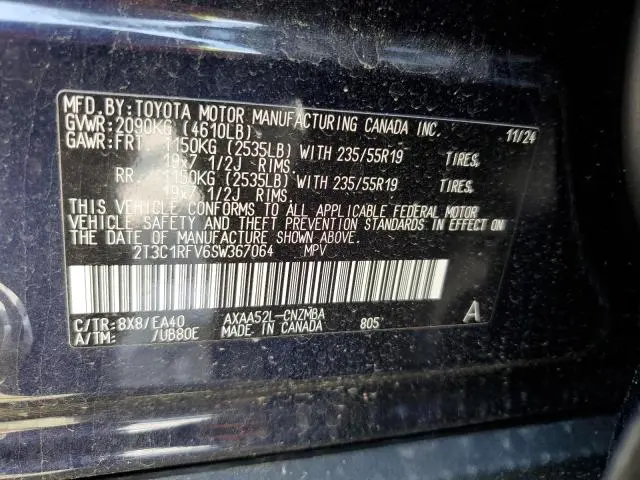 MFD.BY:TOYOTA MOTOR MANUFACTURING CANADA INC.
GVWR:2090KG (4610LB) 11/24
GAWR:FRT. 1150KG (2535LB) WITH 235/55R19 TIRES,
19x7 1/2J RIMS.
RR. 1150KG (2535LB) WITH 235/55R19 TIRES,
19x7 1/2J RIMS.
THIS VEHICLE CONFORMS TO ALL APPLICABLE FEDERAL MOTOR
VEHICLE SAFETY AND THEFT PREVENTION STANDARDS IN EFFECT ON
THE DATE OF MANUFACTURE SHOWN ABOVE.
2T3C1RFV6SW367064 MPV
C/TR:8X8/EA40 AXAA52L-CNZMBA 805 A
A/TM: /UB80E MADE IN CANADA